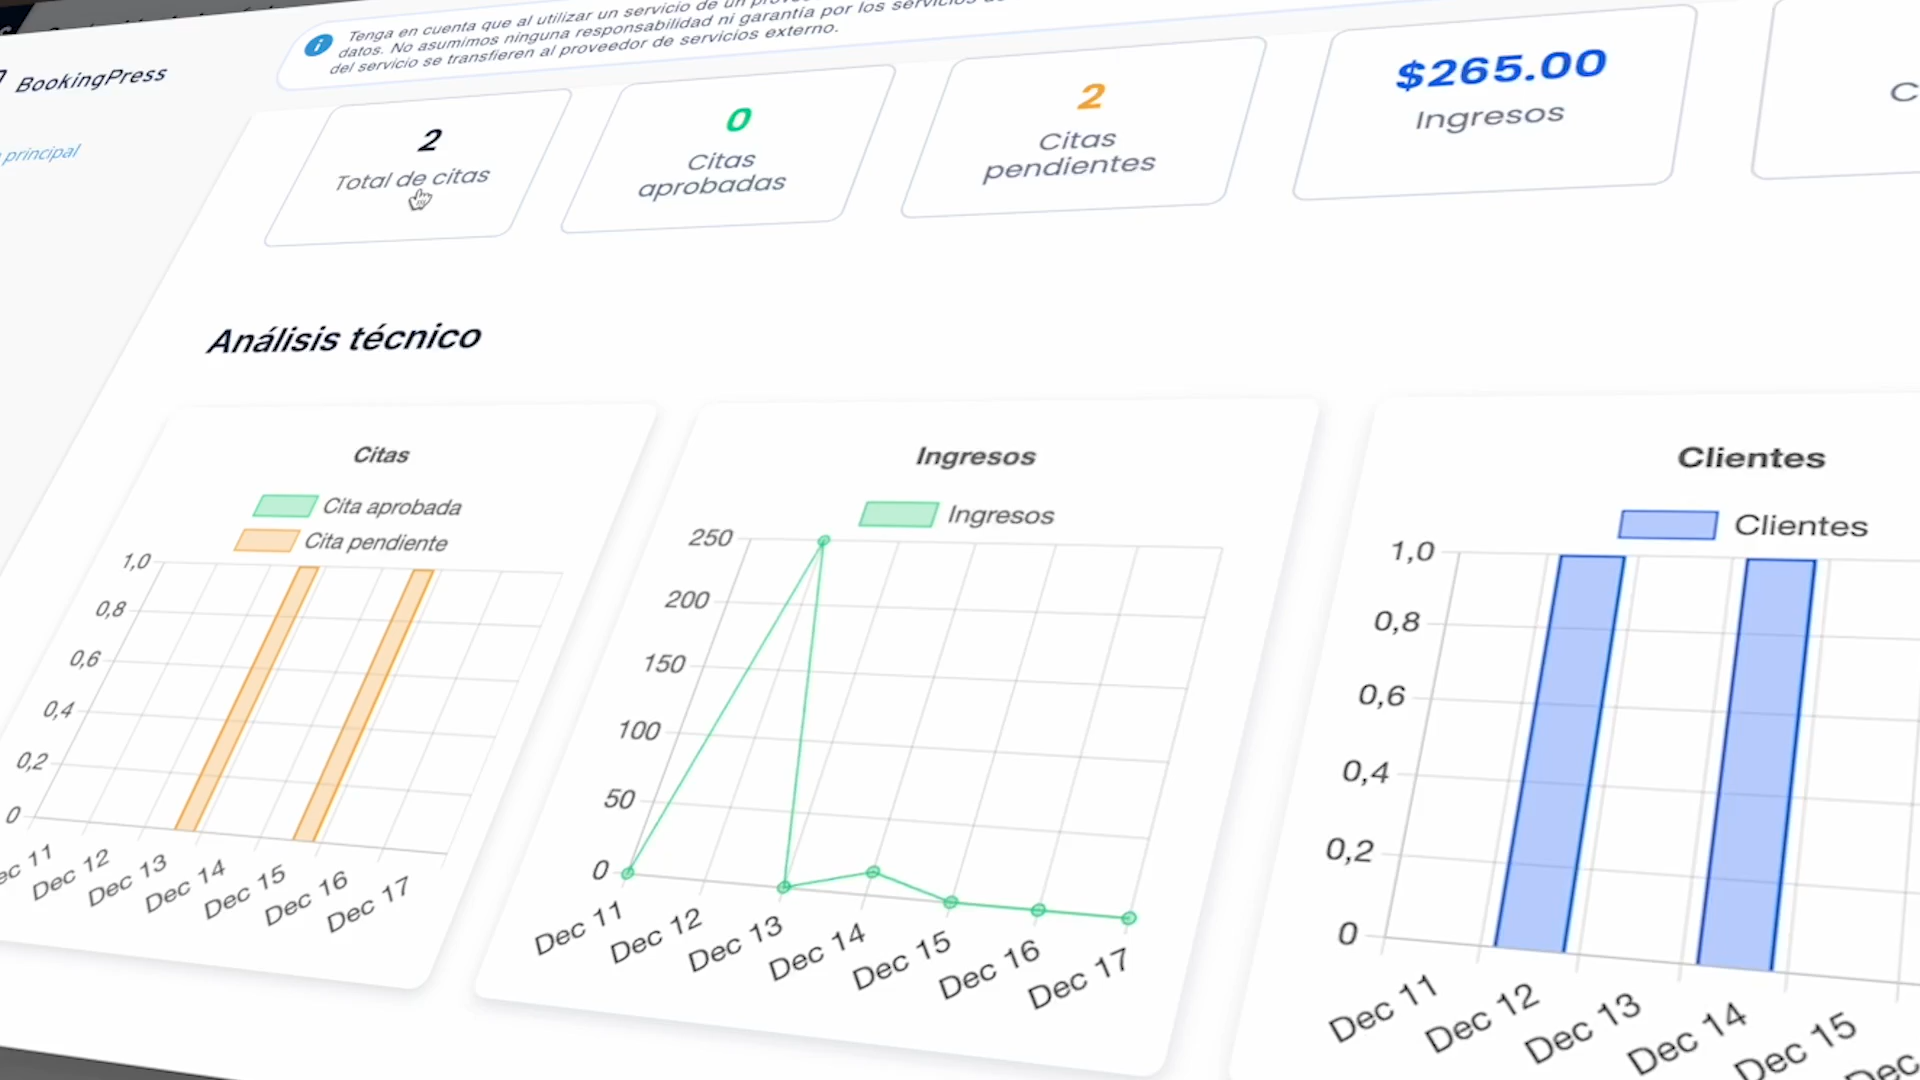 Tenga en cuenta que al utilizar un servicio de un
datos. No asumimos ninguna responsabilidad ni garantía por los servicios
del servicio se transfieren al proveedor de servicios externo.
BookingPress
principal
2
Total de citas
0
Citas
aprobadas
2
Citas
pendientes
$265.00
Ingresos
Análisis técnico
Citas
Cita aprobada
Cita pendiente
1,0
0,8
0,6
0,4
0,2
0
Dec 12
Dec 13
Dec 14
Dec 15
Dec 16
Dec 17
Ingresos
Ingresos
250
200
150
100
50
0
Dec 11
Dec 12
Dec 13
Dec 14
Dec 15
Dec 16
Dec 17
Clientes
Clientes
1,0
0,8
0,6
0,4
0,2
0
Dec 11
Dec 12
Dec 13
Dec 14
Dec 15
Dec